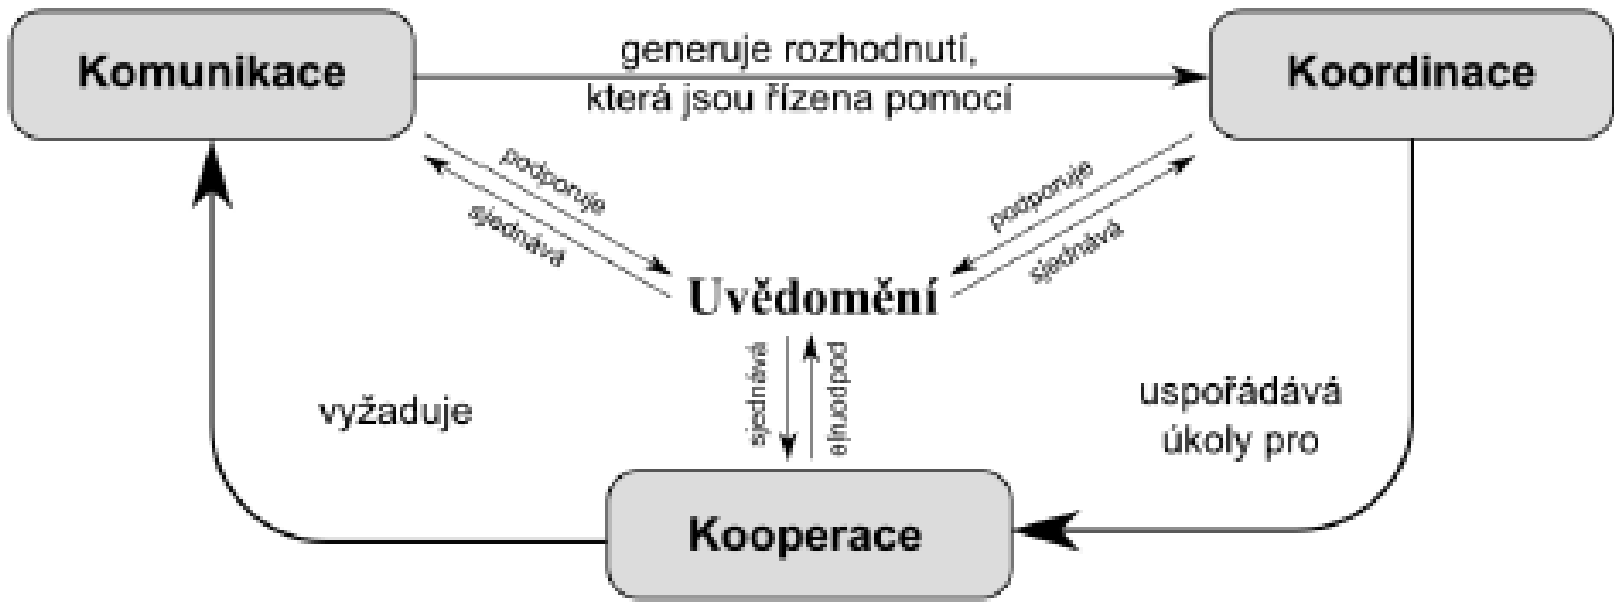 Komunikace
generuje rozhodnutí,
která jsou řízena pomocí
Koordinace
podporuje
sjednává
podporuje
sjednává
Uvědomění
sjednává
podporuje
vyžaduje
uspořádává
úkoly pro
Kooperace